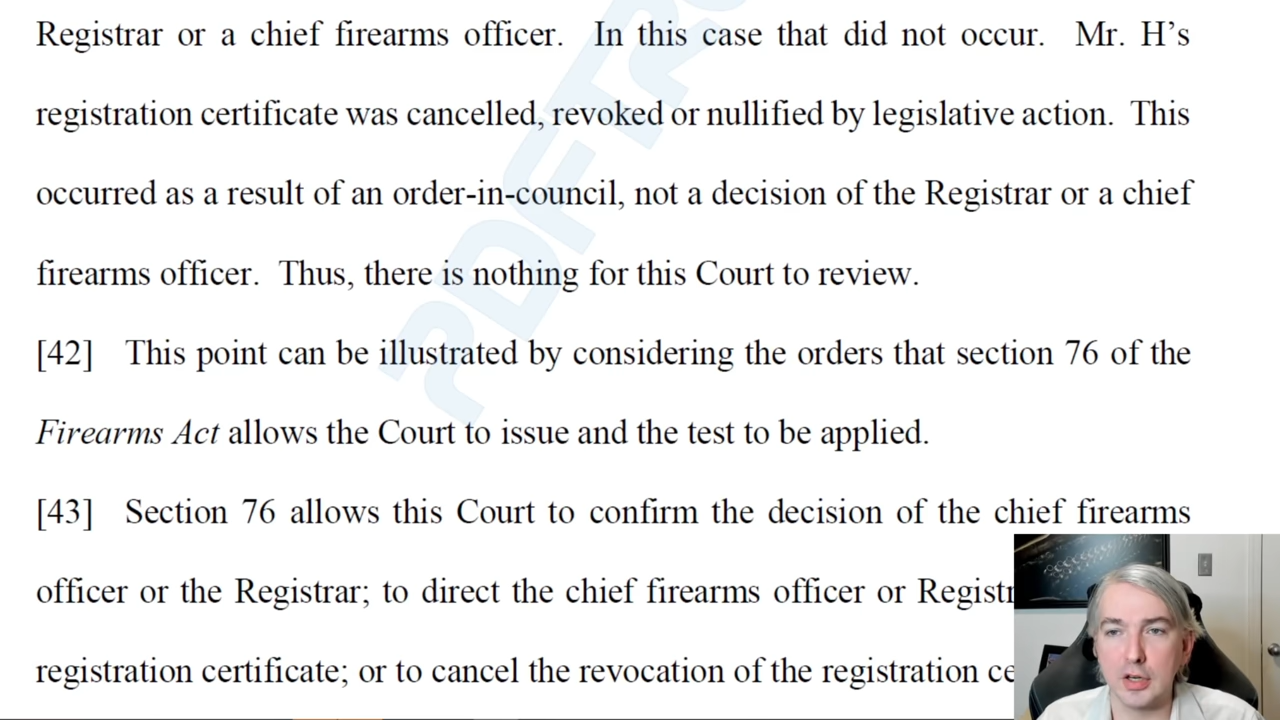 Registrar or a chief firearms officer. In this case that did not occur. Mr. H’s
registration certificate was cancelled, revoked or nullified by legislative action. This
occurred as a result of an order-in-council, not a decision of the Registrar or a chief
firearms officer. Thus, there is nothing for this Court to review.
[42] This point can be illustrated by considering the orders that section 76 of the
Firearms Act allows the Court to issue and the test to be applied.
[43] Section 76 allows this Court to confirm the decision of the chief firearms
officer or the Registrar; to direct the chief firearms officer or
registration certificate; or to cancel the revocation of the registration